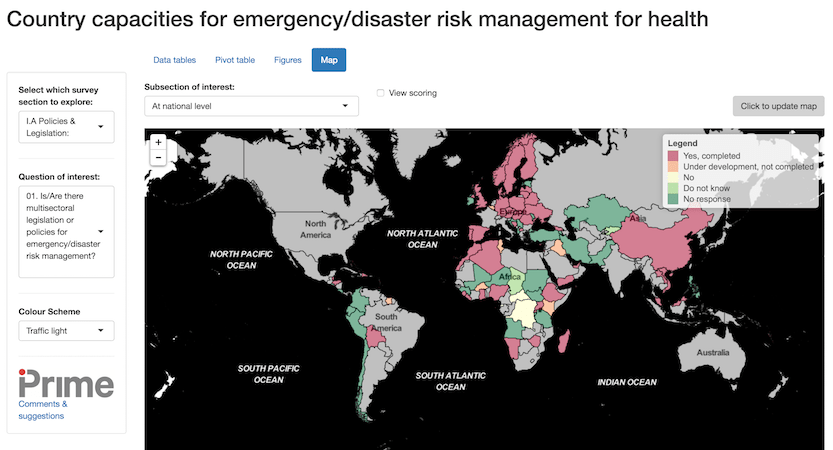 Country capacities for emergency/disaster risk management for health
Data tables
Pivot table
Figures
Map
Select which survey
section to explore:
I.A Policies &
Legislation:
Question of interest:
01. Is/Are there
multisectoral
legislation or
policies for
emergency/disaster
risk management?
Colour Scheme
Traffic light
Prime
Comments &
suggestions
Subsection of interest:
At national level
View scoring
Click to update map
+
−
Legend
Yes, completed
Under development, not completed
No
Do not know
No response
North
America
Europe
Asia
NORTH PACIFIC
OCEAN
NORTH ATLANTIC
OCEAN
Africa
South
America
Australia
SOUTH PACIFIC
OCEAN
SOUTH ATLANTIC
OCEAN
INDIAN OCEAN